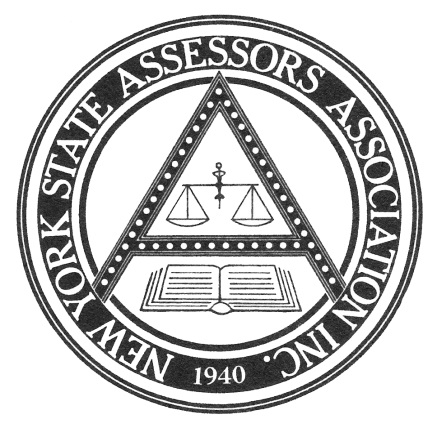 NEW YORK STATE ASSESSORS ASSOCIATION INC.
1940